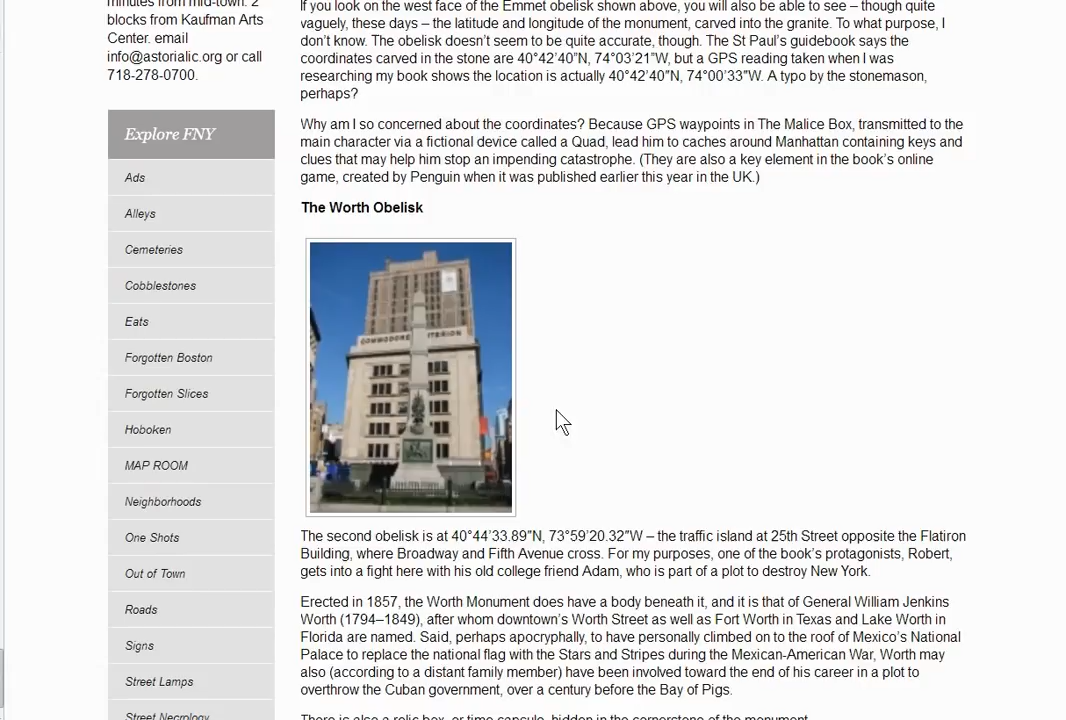 minutes from mid-town. 2
blocks from Kaufman Arts
Center. email
info@astorialic.org or call
718-278-0700.
Explore FNY
Ads
Alleys
Cemeteries
Cobblestones
Eats
Forgotten Boston
Forgotten Slices
Hoboken
MAP ROOM
Neighborhoods
One Shots
Out of Town
Roads
Signs
Street Lamps
Street Necrology
If you look on the west face of the Emmet obelisk shown above, you will also be able to see – though quite
vaguely, these days – the latitude and longitude of the monument, carved into the granite. To what purpose, I
don’t know. The obelisk doesn’t seem to be quite accurate, though. The St Paul’s guidebook says the
coordinates carved in the stone are 40°42’40”N, 74°03’21”W, but a GPS reading taken when I was
researching my book shows the location is actually 40°42’40”N, 74°00’33”W. A typo by the stonemason,
perhaps?
Why am I so concerned about the coordinates? Because GPS waypoints in The Malice Box, transmitted to the
main character via a fictional device called a Quad, lead him to caches around Manhattan containing keys and
clues that may help him stop an impending catastrophe. (They are also a key element in the book’s online
game, created by Penguin when it was published earlier this year in the UK.)
The Worth Obelisk
COMMODORE CRITERION
The second obelisk is at 40°44’33.89”N, 73°59’20.32”W – the traffic island at 25th Street opposite the Flatiron
Building, where Broadway and Fifth Avenue cross. For my purposes, one of the book’s protagonists, Robert,
gets into a fight here with his old college friend Adam, who is part of a plot to destroy New York.
Erected in 1857, the Worth Monument does have a body beneath it, and it is that of General William Jenkins
Worth (1794–1849), after whom downtown’s Worth Street as well as Fort Worth in Texas and Lake Worth in
Florida are named. Said, perhaps apocryphally, to have personally climbed on to the roof of Mexico’s National
Palace to replace the national flag with the Stars and Stripes during the Mexican-American War, Worth may
also (according to a distant family member) have been involved toward the end of his career in a plot to
overthrow the Cuban government, over a century before the Bay of Pigs.
There is also a relic box, or time capsule, hidden in the cornerstone of the monument.